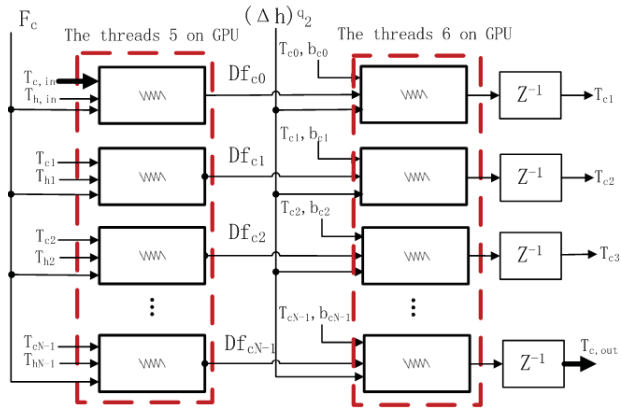 F_c (Δh)^q_2
The threads 5 on GPU The threads 6 on GPU
T_c,in
T_h,in
Df_c0
T_c0, b_c0
Z^-1
T_c1
T_c1
T_h1
Df_c1
T_c1, b_c1
Z^-1
T_c2
T_c2
T_h2
Df_c2
T_c2, b_c2
Z^-1
T_c3
...
...
T_cN-1
T_hN-1
Df_cN-1
T_cN-1, b_cN-1
Z^-1
T_c,out